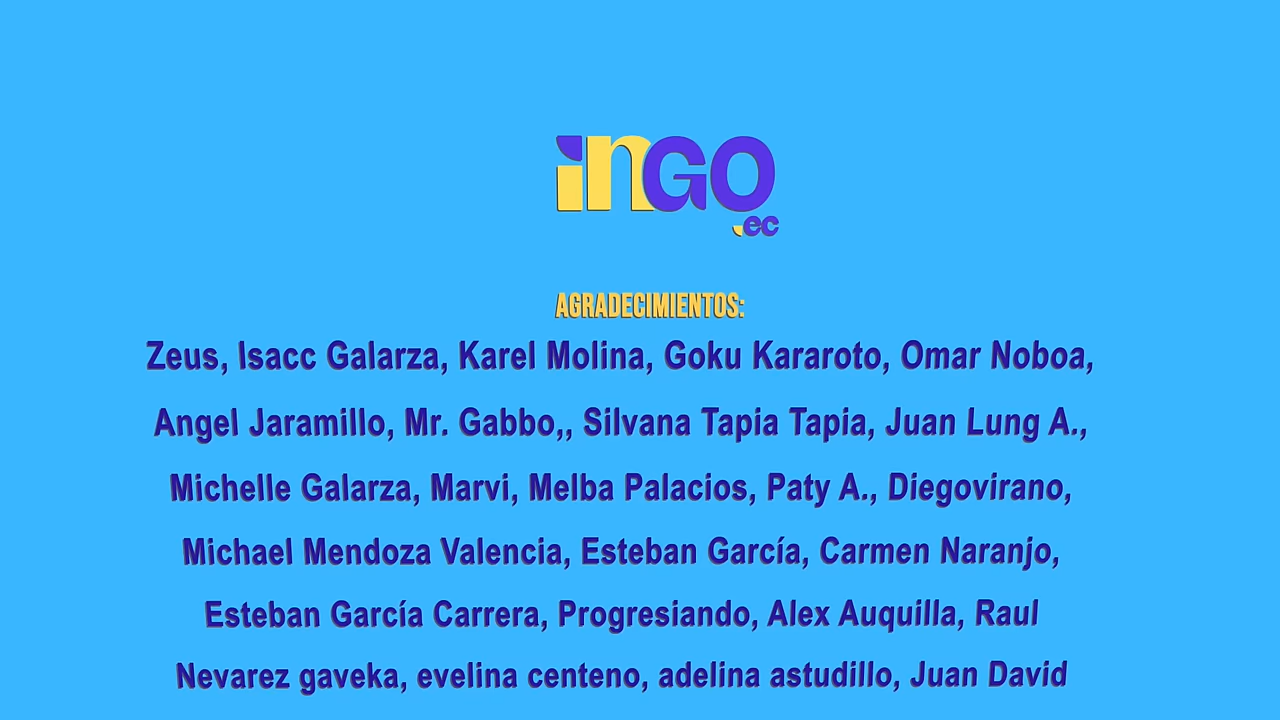 inGO
.ec
AGRADECIMIENTOS:
Zeus, Isacc Galarza, Karel Molina, Goku Kararoto, Omar Noboa,
Angel Jaramillo, Mr. Gabbo,, Silvana Tapia Tapia, Juan Lung A.,
Michelle Galarza, Marvi, Melba Palacios, Paty A., Diegovirano,
Michael Mendoza Valencia, Esteban García, Carmen Naranjo,
Esteban García Carrera, Progresiando, Alex Auquilla, Raul
Nevarez gaveka, evelina centeno, adelina astudillo, Juan David